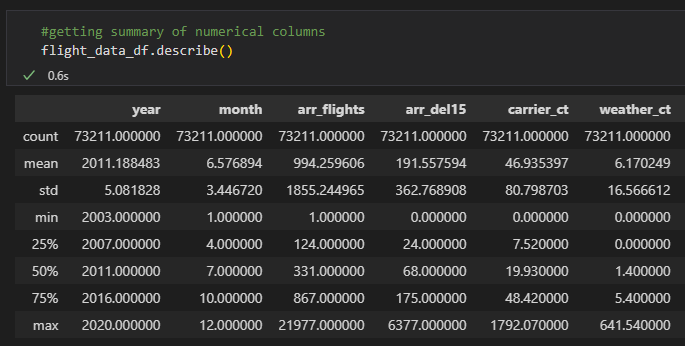 #getting summary of numerical columns
flight_data_df.describe()
0.6s
year month arr_flights arr_del15 carrier_ct weather_ct
count 73211.000000 73211.000000 73211.000000 73211.000000 73211.000000 73211.000000
mean 2011.188483 6.576894 994.259606 191.557594 46.935397 6.170249
std 5.081828 3.446720 1855.244965 362.768908 80.798703 16.566612
min 2003.000000 1.000000 1.000000 0.000000 0.000000 0.000000
25% 2007.000000 4.000000 124.000000 24.000000 7.520000 0.000000
50% 2011.000000 7.000000 331.000000 68.000000 19.930000 1.400000
75% 2016.000000 10.000000 867.000000 175.000000 48.420000 5.400000
max 2020.000000 12.000000 21977.000000 6377.000000 1792.070000 641.540000